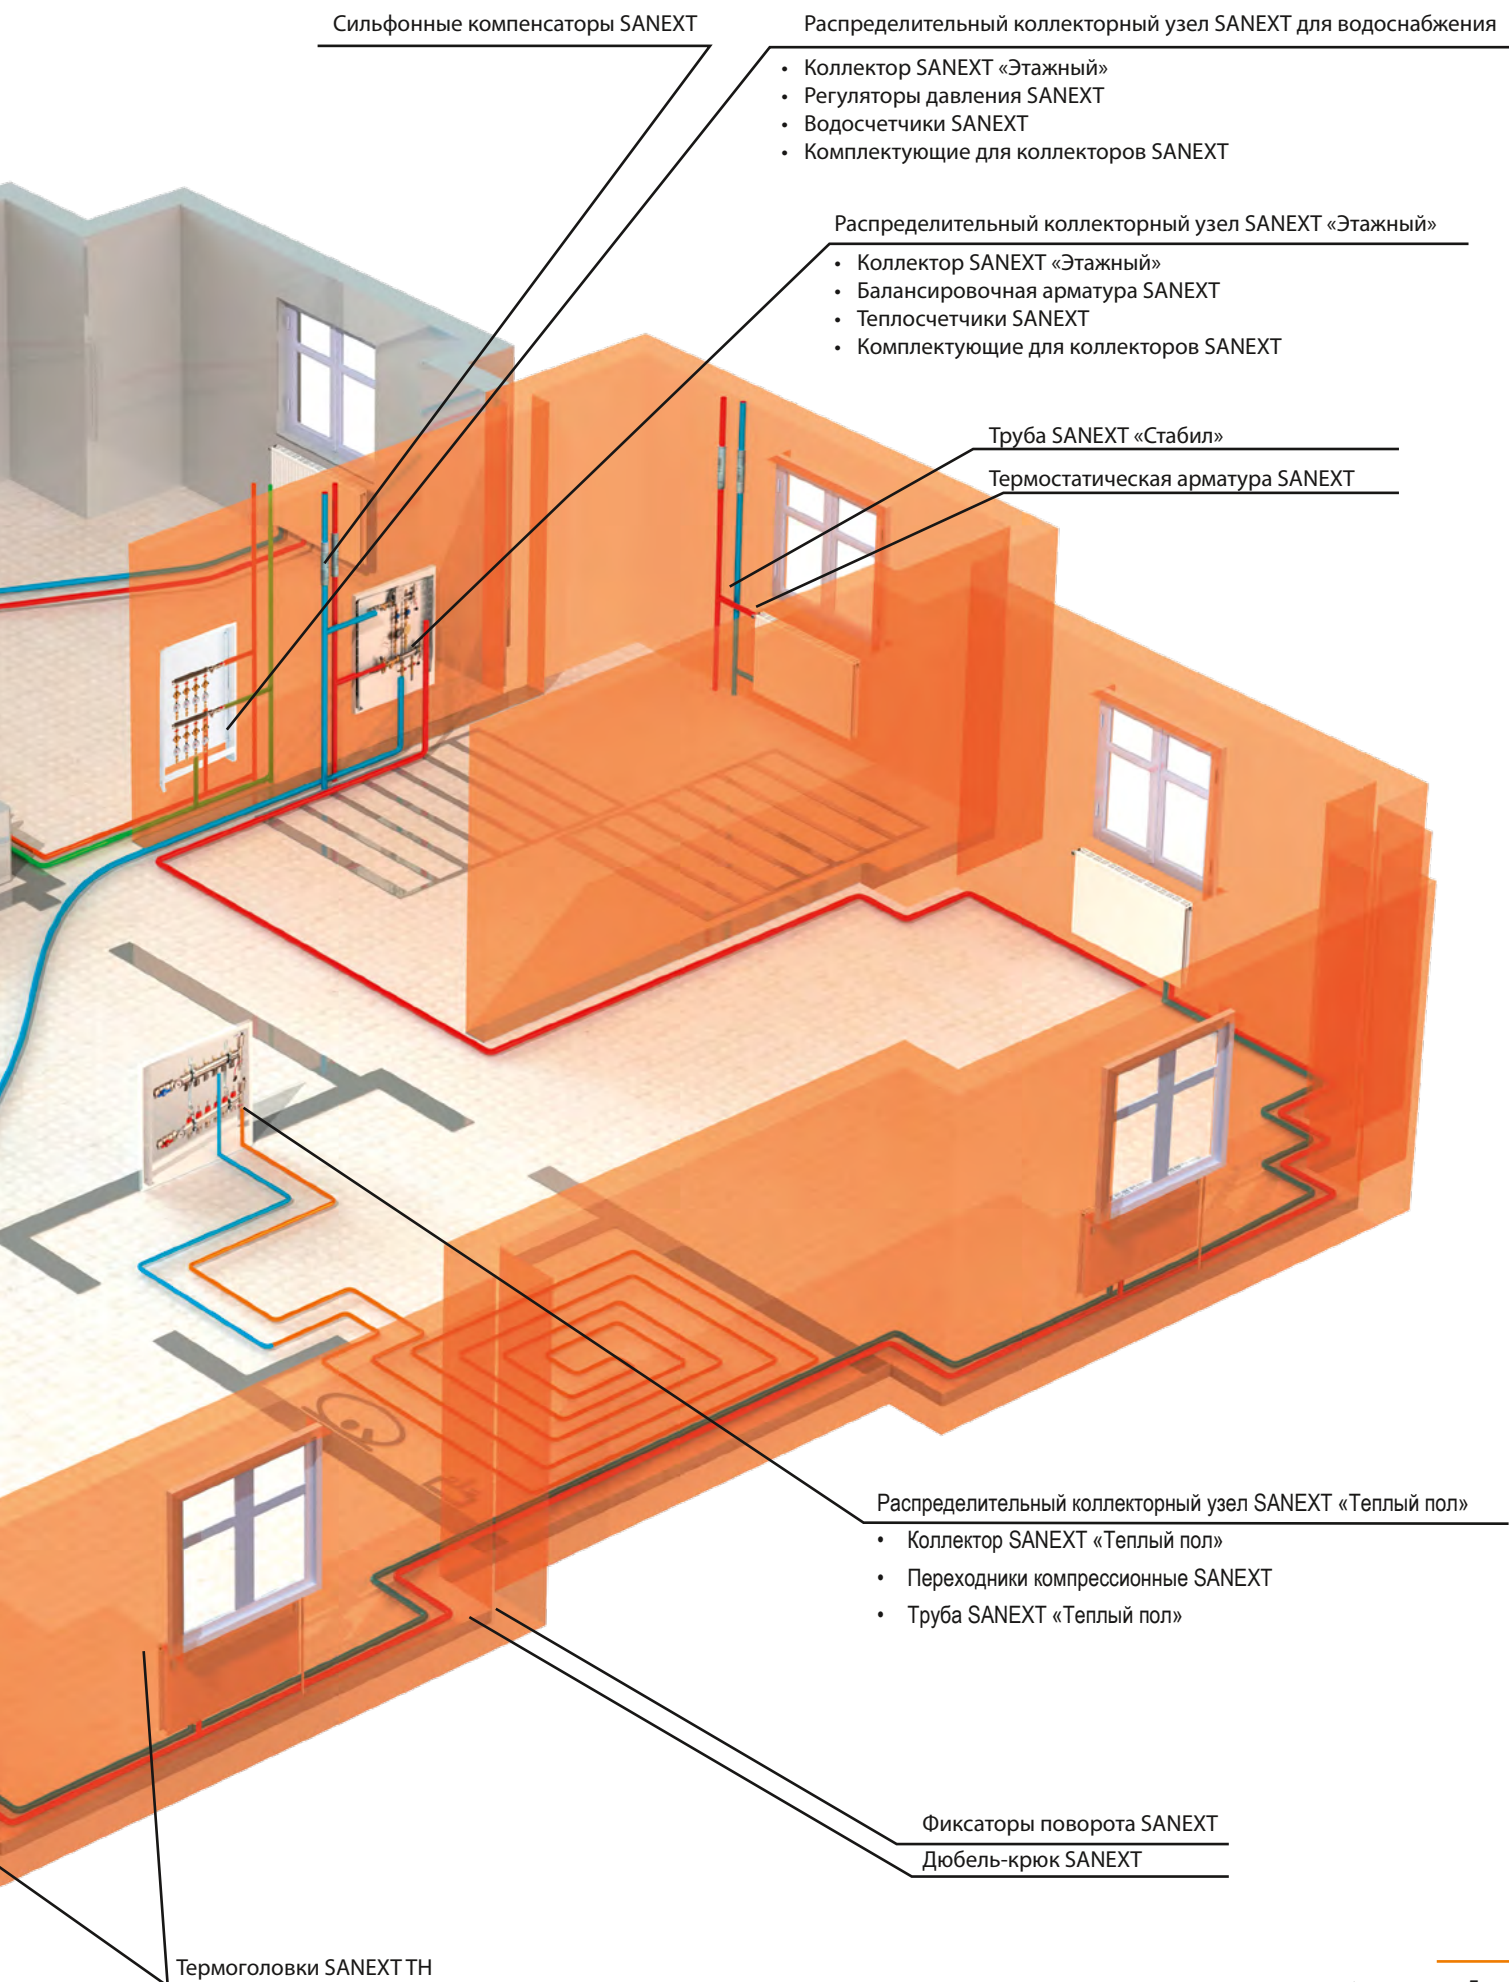 Сильфонные компенсаторы SANEXT
Распределительный коллекторный узел SANEXT для водоснабжения
• Коллектор SANEXT «Этажный»
• Регуляторы давления SANEXT
• Водосчетчики SANEXT
• Комплектующие для коллекторов SANEXT
Распределительный коллекторный узел SANEXT «Этажный»
• Коллектор SANEXT «Этажный»
• Балансировочная арматура SANEXT
• Теплосчетчики SANEXT
• Комплектующие для коллекторов SANEXT
Труба SANEXT «Стабил»
Термостатическая арматура SANEXT
Распределительный коллекторный узел SANEXT «Теплый пол»
• Коллектор SANEXT «Теплый пол»
• Переходники компрессионные SANEXT
• Труба SANEXT «Теплый пол»
Фиксаторы поворота SANEXT
Дюбель-крюк SANEXT
Термоголовки SANEXT TH